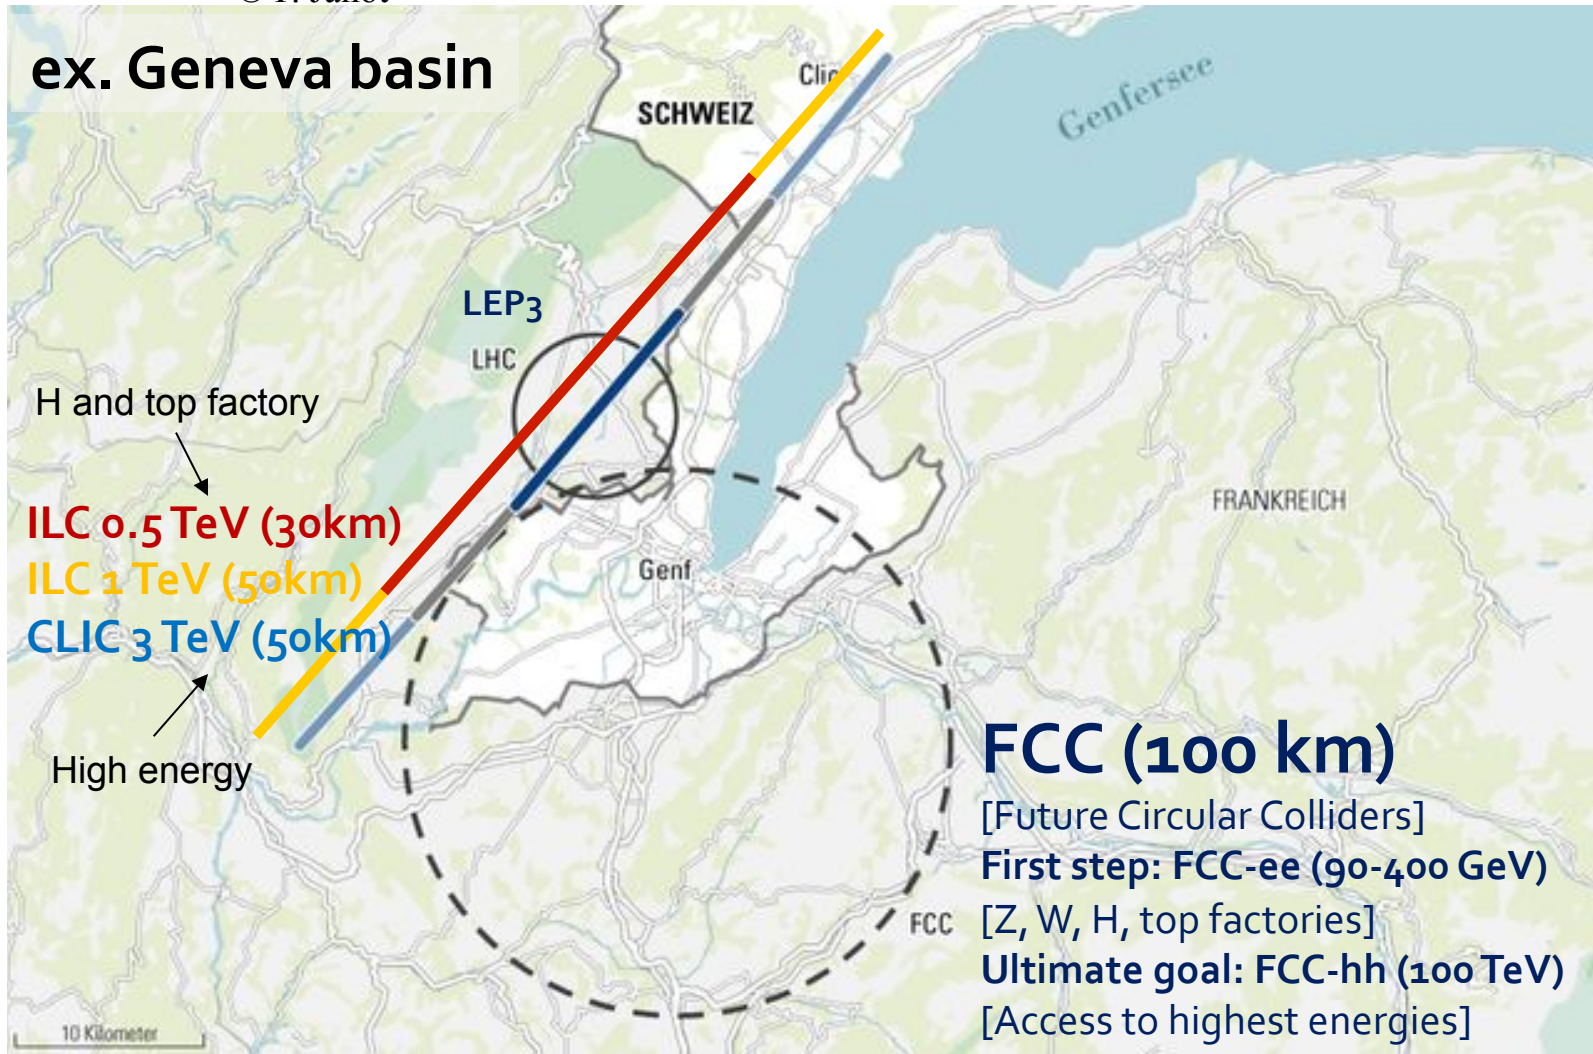 ex. Geneva basin
SCHWEIZ
Genfersee
LEP3
LHC
H and top factory
ILC 0.5 TeV (30km)
ILC 1 TeV (50km)
CLIC 3 TeV (50km)
High energy
Genf
FRANKREICH
FCC
FCC (100 km)
[Future Circular Colliders]
First step: FCC-ee (90-400 GeV)
[Z, W, H, top factories]
Ultimate goal: FCC-hh (100 TeV)
[Access to highest energies]
10 Kilometer